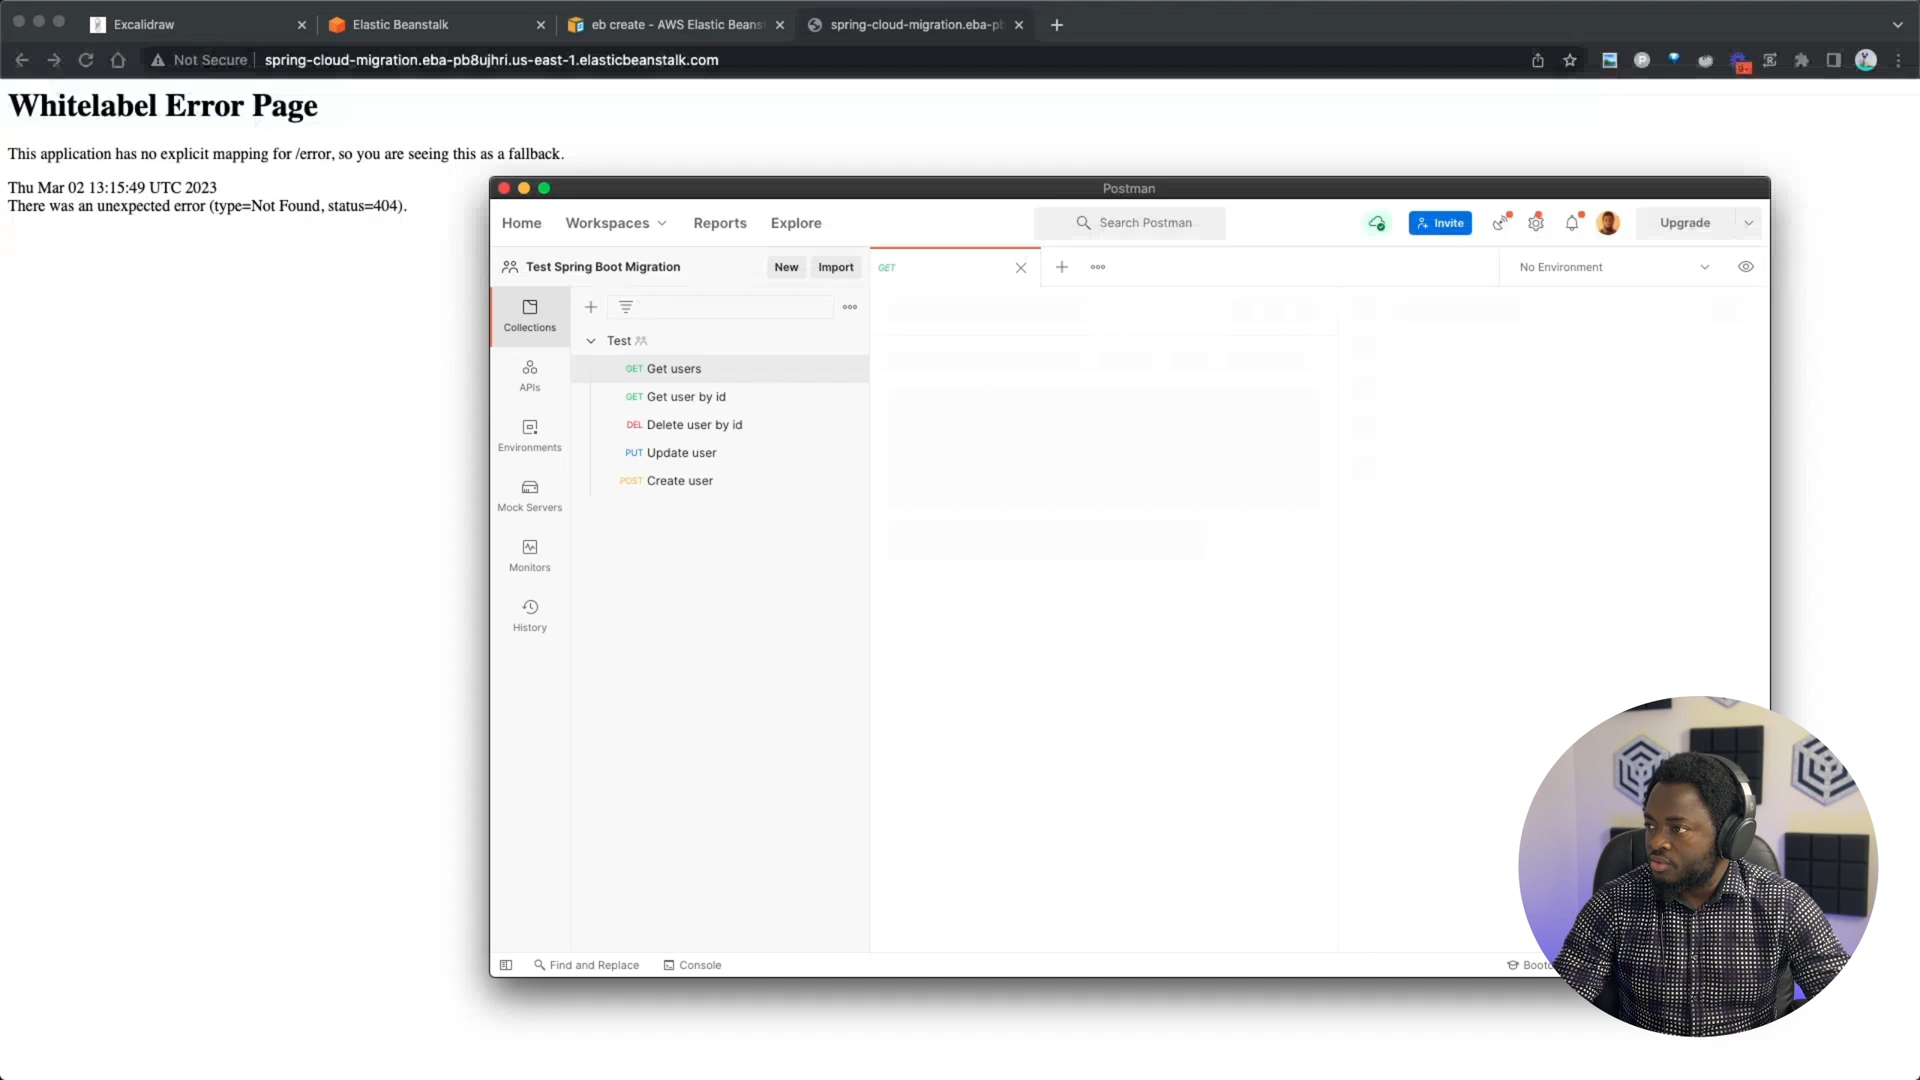 Excalidraw
Elastic Beanstalk
eb create - AWS Elastic Beanst
spring-cloud-migration.eba-pb
Not Secure
spring-cloud-migration.eba-pb8ujhri.us-east-1.elasticbeanstalk.com
Whitelabel Error Page
This application has no explicit mapping for /error, so you are seeing this as a fallback.
Thu Mar 02 13:15:49 UTC 2023
There was an unexpected error (type=Not Found, status=404).
Postman
Home
Workspaces
Reports
Explore
Search Postman
Invite
Upgrade
Test Spring Boot Migration
New
Import
GET
No Environment
Collections
Test
GET Get users
GET Get user by id
DEL Delete user by id
PUT Update user
POST Create user
APIs
Environments
Mock Servers
Monitors
History
Find and Replace
Console
Bootc